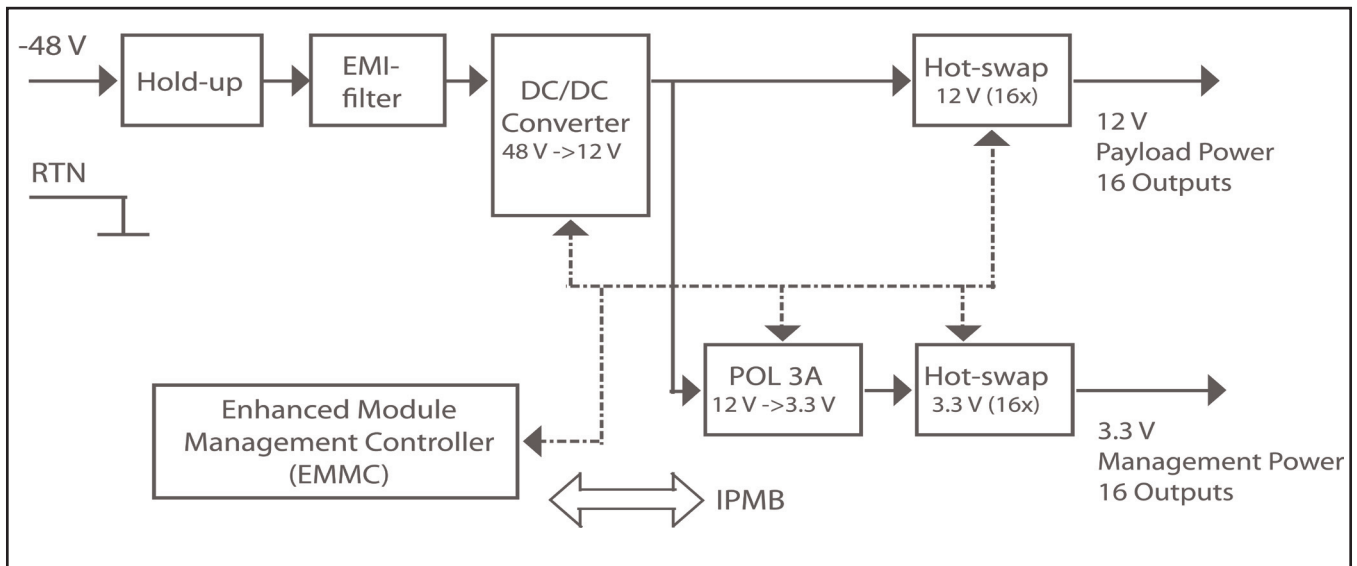 -48 V
Hold-up
EMI-
filter
DC/DC
Converter
48 V ->12 V
Hot-swap
12 V (16x)
12 V
Payload Power
16 Outputs
RTN
POL 3A
12 V ->3.3 V
Hot-swap
3.3 V (16x)
3.3 V
Management Power
16 Outputs
Enhanced Module
Management Controller
(EMMC)
IPMB